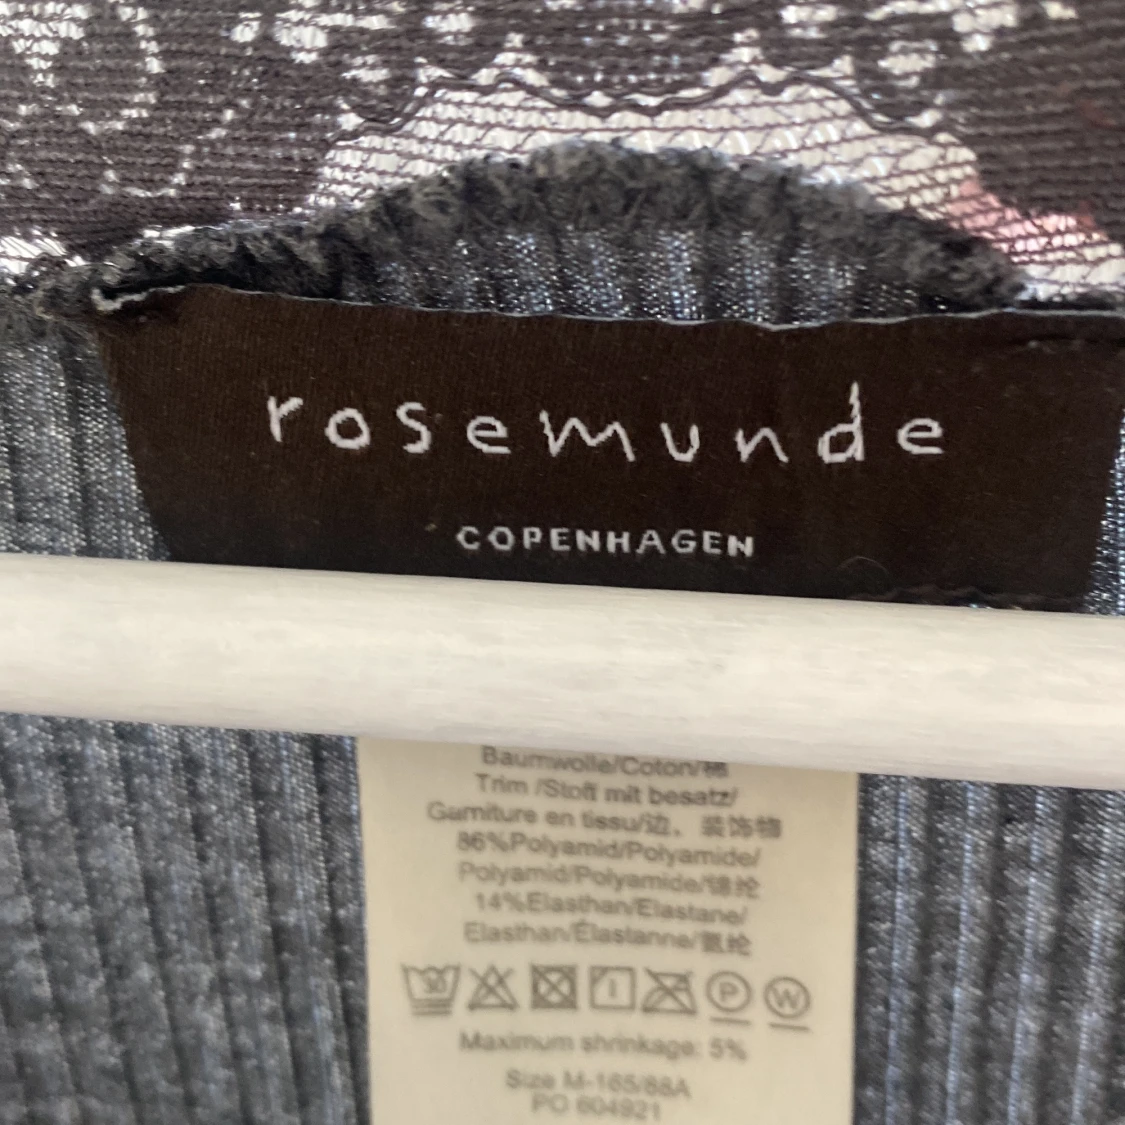 rosemunde
COPENHAGEN
Baumwolle/Coton/棉
Trim /Stoff mit besatz/
Garniture en tissu/边、装饰物
86%Polyamid/Polyamide/
Polyamid/Polyamide/锦纶
14%Elasthan/Elastane/
Elasthan/Élastanne/氨纶
30
P
W
Maximum shrinkage: 5%
Size M-165/88A
PO 604921